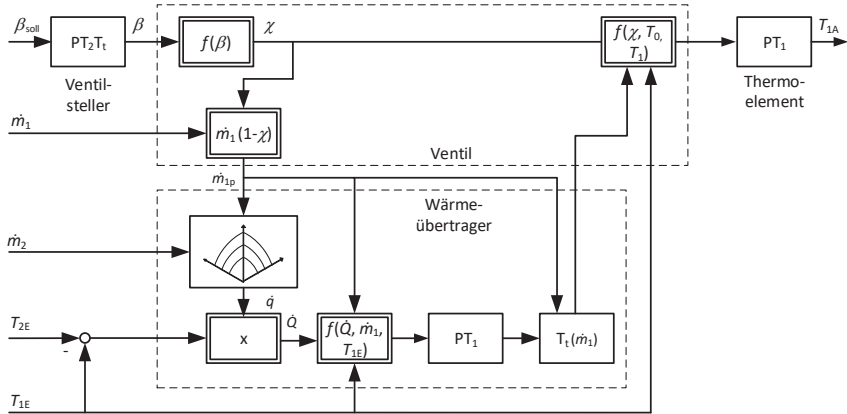 β_soll
PT₂T_t
β
f(β)
χ
f(χ, T₀,
T₁)
PT₁
T_1A
Ventil-
steller
Thermo-
element
ṁ₁
ṁ₁(1-χ)
Ventil
ṁ_1p
Wärme-
übertrager
ṁ₂
q̇
T_2E
-
x
Q̇
f(Q̇, ṁ₁,
T_1E)
PT₁
T_t(ṁ₁)
T_1E